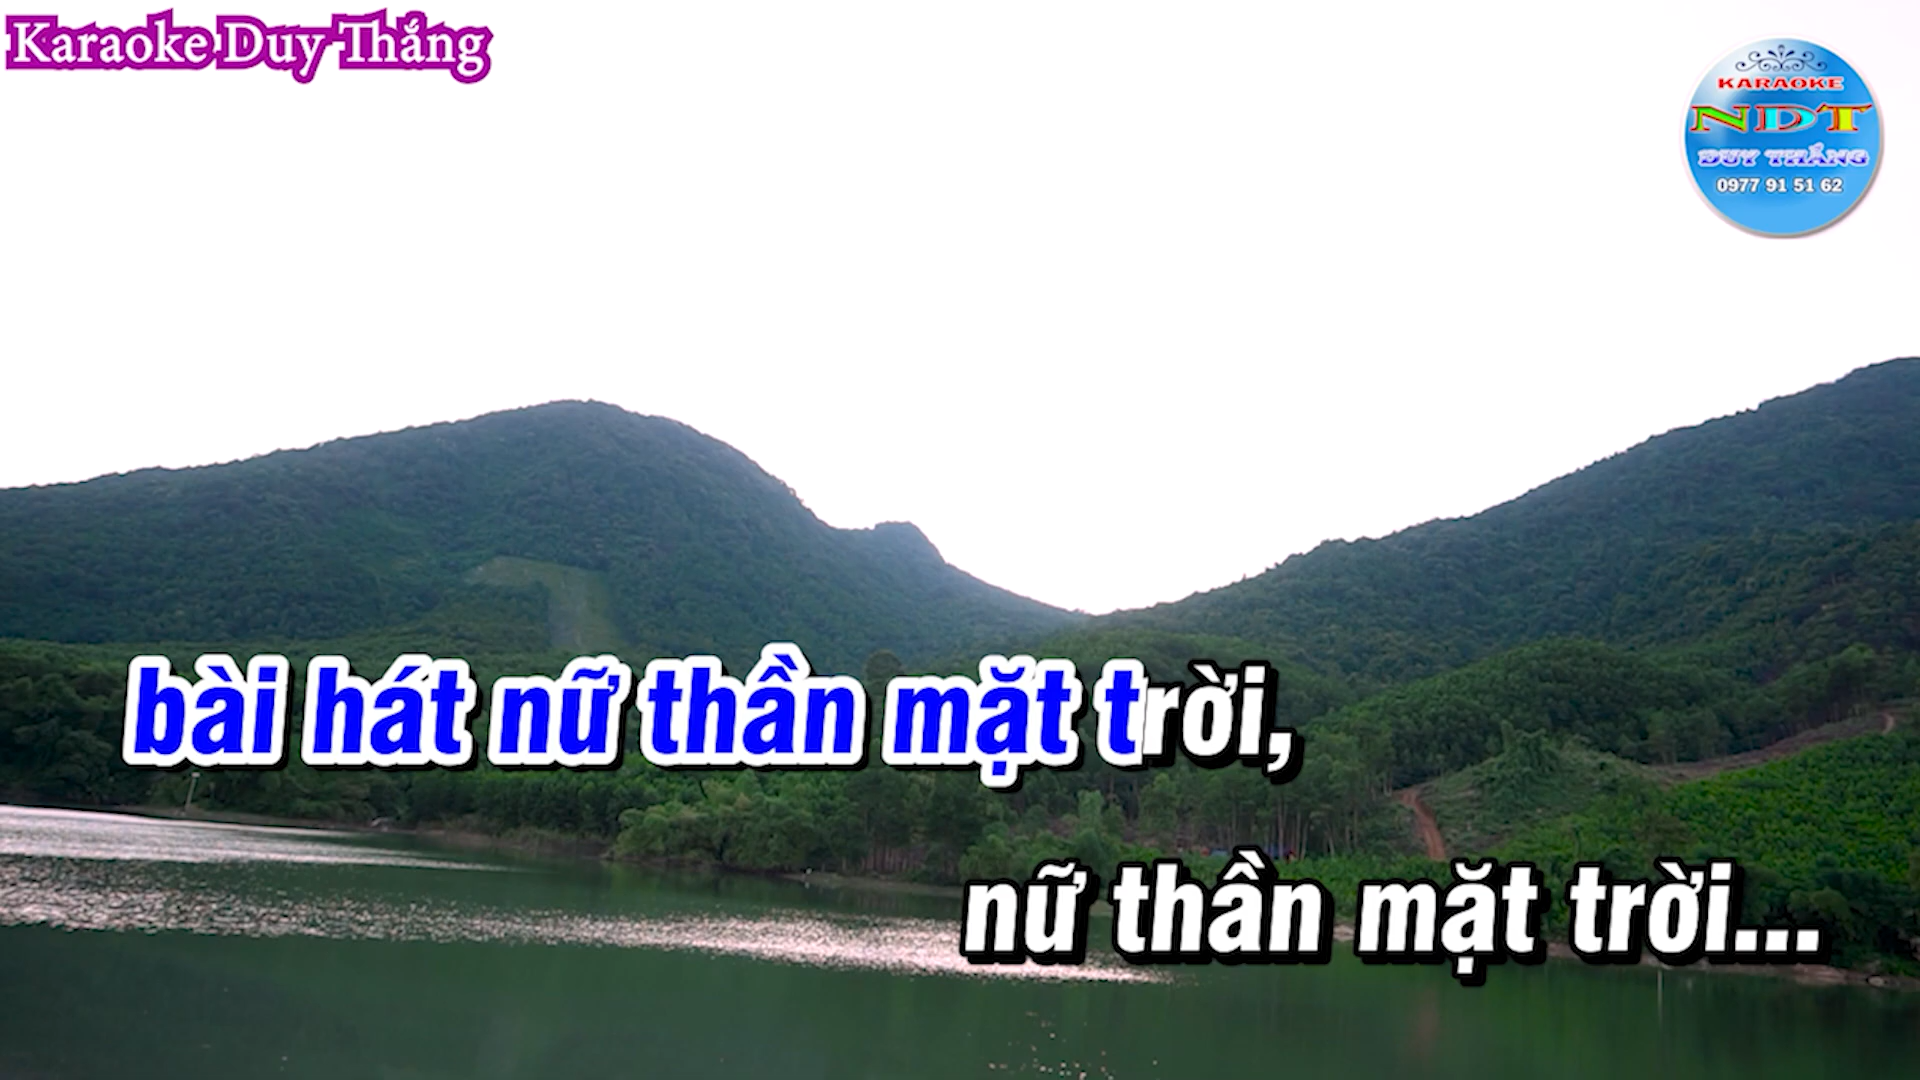 Karaoke Duy Thắng
KARAOKE
NDT
DUY THẮNG
0977 91 51 62
bài hát nữ thần mặt trời,
nữ thần mặt trời...